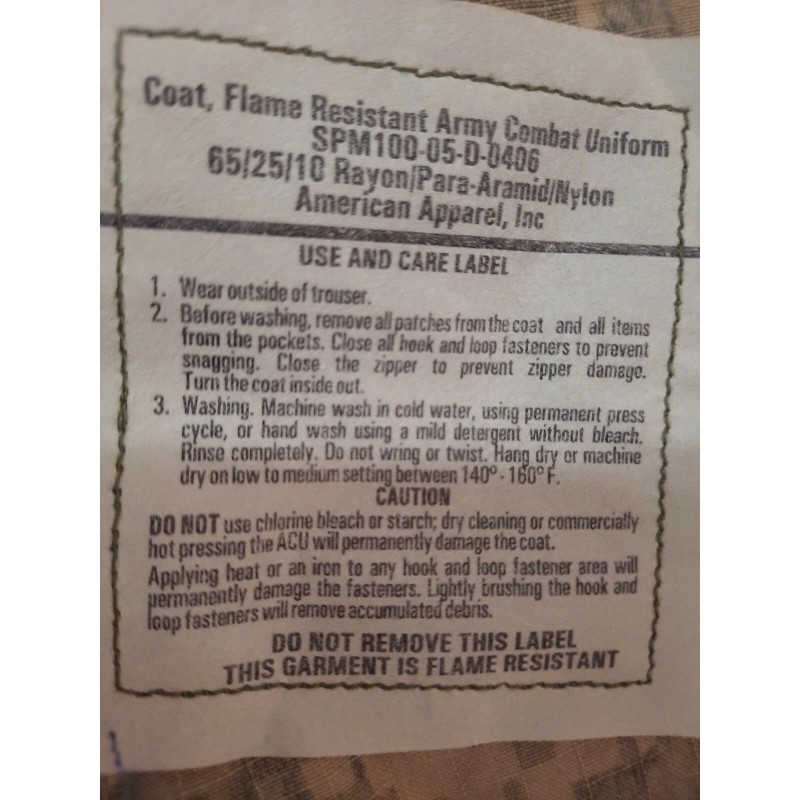 Coat, Flame Resistant Army Combat Uniform
SPM100-05-D-0406
65/25/10 Rayon/Para-Aramid/Nylon
American Apparel, Inc
USE AND CARE LABEL
1. Wear outside of trouser.
2. Before washing, remove all patches from the coat and all items
from the pockets. Close all hook and loop fasteners to prevent
snagging. Close the zipper to prevent zipper damage.
Turn the coat inside out.
3. Washing. Machine wash in cold water, using permanent press
cycle, or hand wash using a mild detergent without bleach.
Rinse completely. Do not wring or twist. Hang dry or machine
dry on low to medium setting between 140° - 160° F.
CAUTION
DO NOT use chlorine bleach or starch; dry cleaning or commercially
hot pressing the ACU will permanently damage the coat.
Applying heat or an iron to any hook and loop fastener area will
permanently damage the fasteners. Lightly brushing the hook and
loop fasteners will remove accumulated debris.
DO NOT REMOVE THIS LABEL
THIS GARMENT IS FLAME RESISTANT